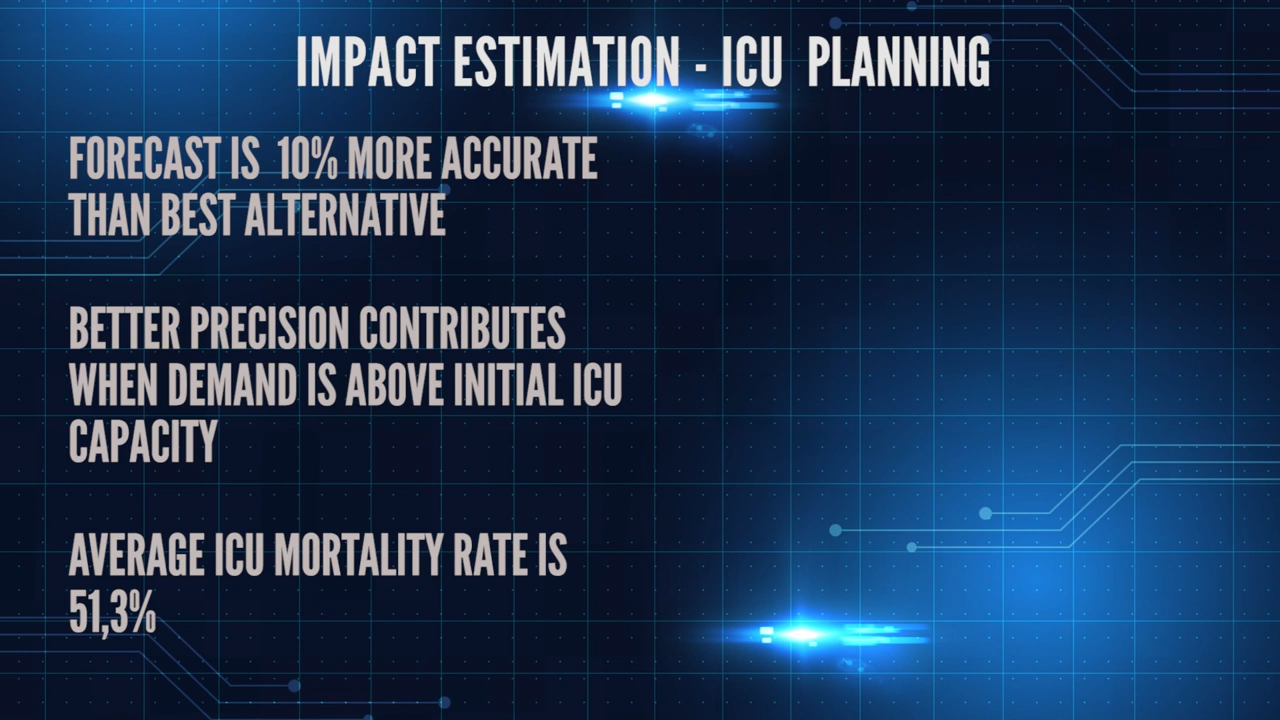 IMPACT ESTIMATION - ICU  PLANNING
FORECAST IS  10% MORE ACCURATE
THAN BEST ALTERNATIVE
BETTER PRECISION CONTRIBUTES
WHEN DEMAND IS ABOVE INITIAL ICU
CAPACITY
AVERAGE ICU MORTALITY RATE IS
51,3%